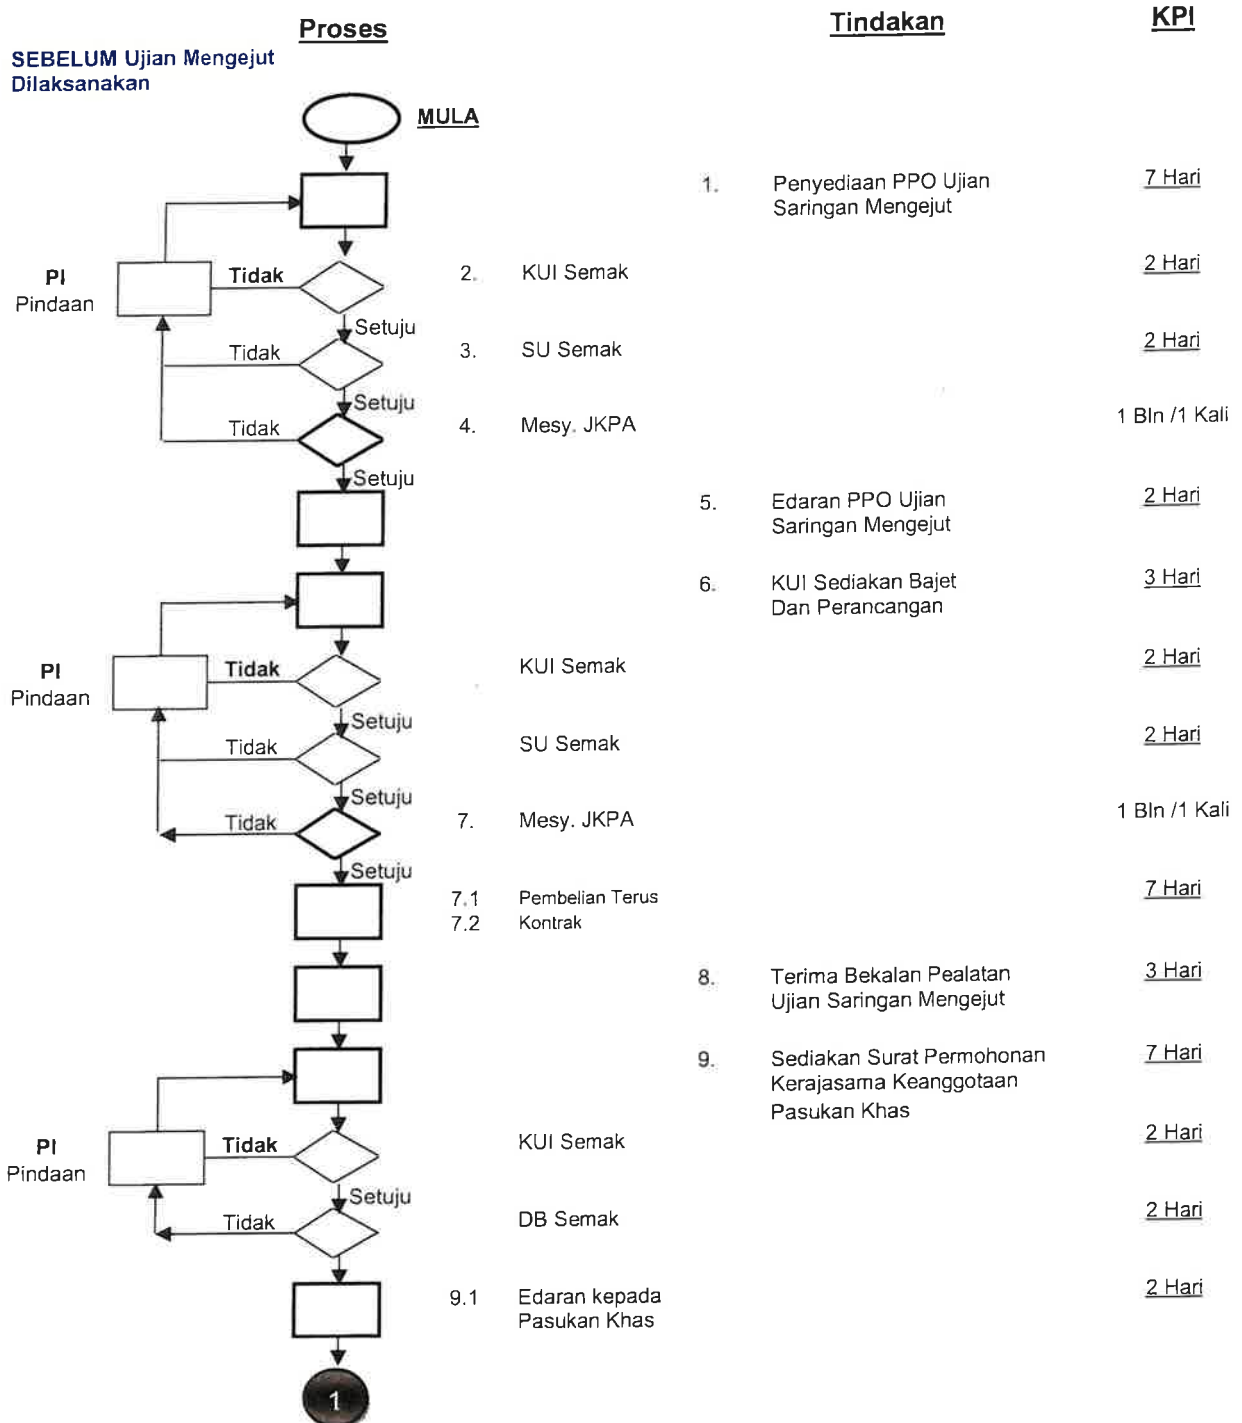 Proses
Tindakan
KPI
SEBELUM Ujian Mengejut
Dilaksanakan
MULA
1. Penyediaan PPO Ujian
Saringan Mengejut
7 Hari
PI
Pindaan
Tidak
2. KUI Semak
2 Hari
Setuju
Tidak
3. SU Semak
2 Hari
Setuju
Tidak
4. Mesy. JKPA
1 Bln /1 Kali
Setuju
5. Edaran PPO Ujian
Saringan Mengejut
2 Hari
6. KUI Sediakan Bajet
Dan Perancangan
3 Hari
PI
Pindaan
Tidak
KUI Semak
2 Hari
Setuju
Tidak
SU Semak
2 Hari
Setuju
Tidak
7. Mesy. JKPA
1 Bln /1 Kali
Setuju
7.1 Pembelian Terus
7.2 Kontrak
7 Hari
8. Terima Bekalan Pealatan
Ujian Saringan Mengejut
3 Hari
9. Sediakan Surat Permohonan
Kerajasama Keanggotaan
Pasukan Khas
7 Hari
PI
Pindaan
Tidak
KUI Semak
2 Hari
Setuju
Tidak
DB Semak
2 Hari
9.1 Edaran kepada
Pasukan Khas
2 Hari
1